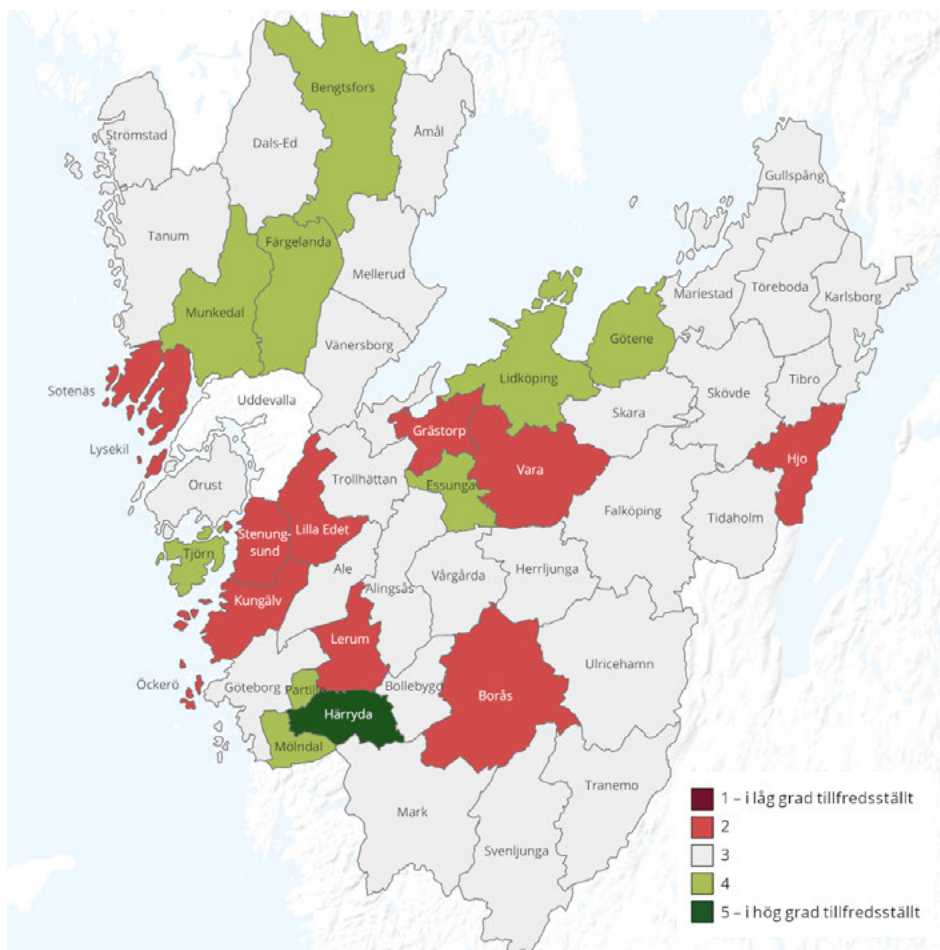 Bengtsfors
Strömstad
Dals-Ed
Åmål
Gullspång
Tanum
Färgelanda
Mellerud
Mariestad
Töreboda
Karlsborg
Munkedal
Vänersborg
Götene
Lidköping
Skövde
Tibro
Sotenäs
Uddevalla
Skara
Grästorp
Lysekil
Hjo
Vara
Trollhättan
Orust
Essunga
Falköping
Tidaholm
Lilla Edet
Stenung-
sund
Tjörn
Ale
Vårgårda
Herrljunga
Alingsås
Kungälv
Lerum
Ulricehamn
Öckerö
Göteborg
Partille
Bollebygd
Borås
Härryda
Mölndal
Tranemo
Mark
Svenljunga
1 – i låg grad tillfredsställt
2
3
4
5 – i hög grad tillfredsställt